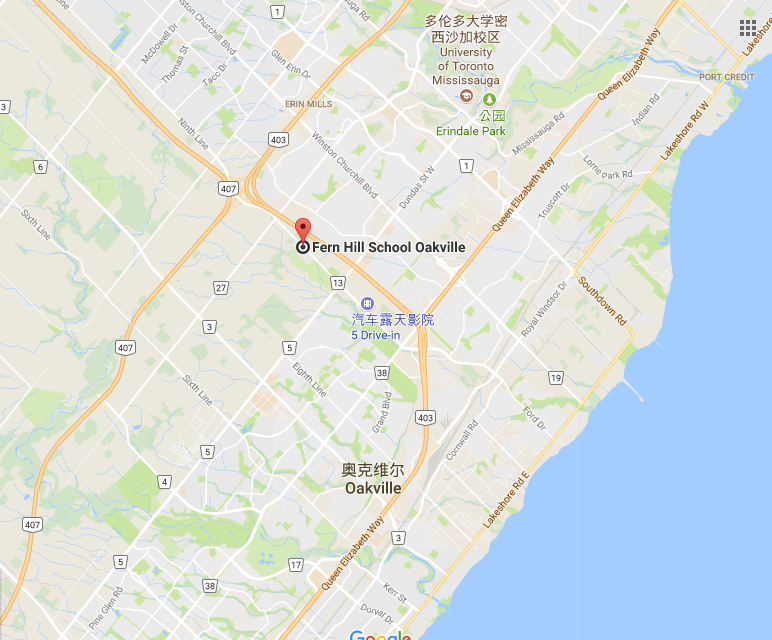 1
McDowell Dr
Thomas St
Winston Churchill Blvd
Tacc Dr
Glen Erin Dr
多伦多大学密
西沙加校区
University
of Toronto
Mississauga
公园
Erindale Park
Queen Elizabeth Way
Lakeshore
PORT CREDIT
Indian Rd
Lakeshore Rd W
ERIN MILLS
3
Ninth Line
403
Winston Churchill Blvd
Mississauga Rd
6
407
Dundas St W
1
Lorne Park Rd
Truscott Dr
Queen Elizabeth Way
Sixth Line
Fern Hill School Oakville
27
13
Southdown Rd
Royal Windsor Dr
汽车露天影院
5 Drive-in
3
407
5
38
19
Eighth Line
Sixth Line
Grand Blvd
403
Ford Dr
Cornwall Rd
5
奥克维尔
Oakville
4
Lakeshore Rd E
407
3
Queen Elizabeth Way
5
17
38
Pine Glen Rd
Kerr St
Dorval Dr
Google